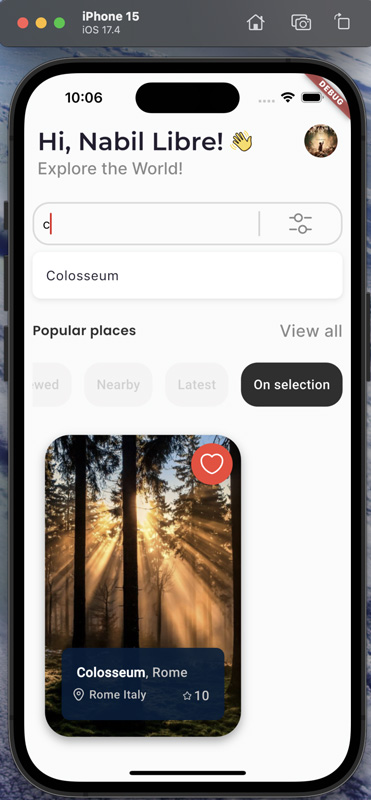 iPhone 15
iOS 17.4
10:06
DEBUG
Hi, Nabil Libre! 👋
Explore the World!
c
Colosseum
Popular places View all
wed Nearby Latest On selection
Colosseum, Rome
Rome Italy 10